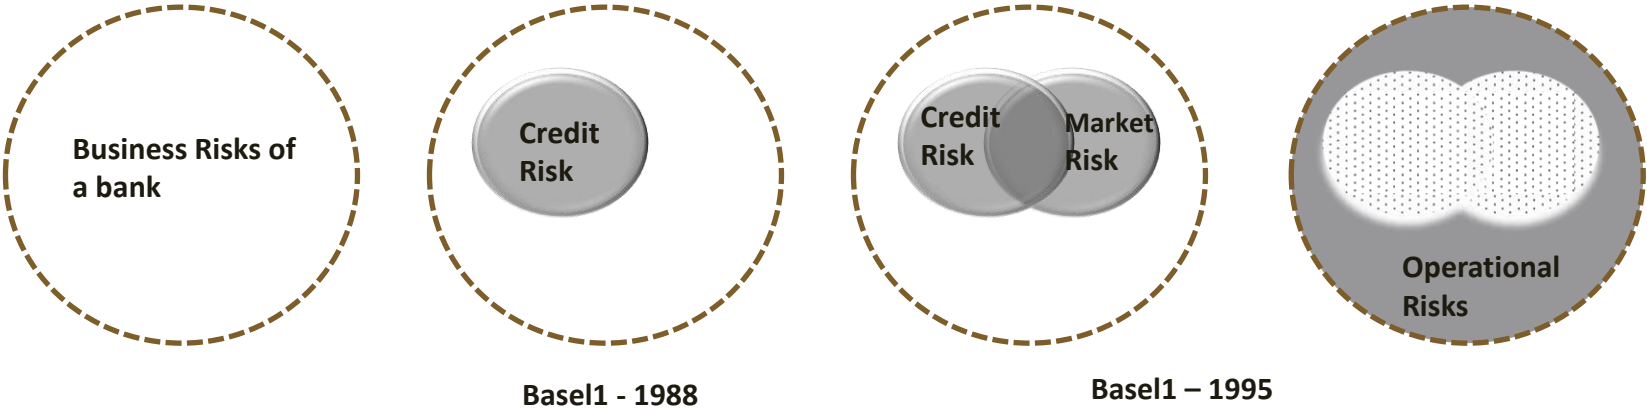 Business Risks of
a bank
Credit
Risk
Credit
Risk
Market
Risk
Operational
Risks
Basel1 - 1988
Basel1 – 1995